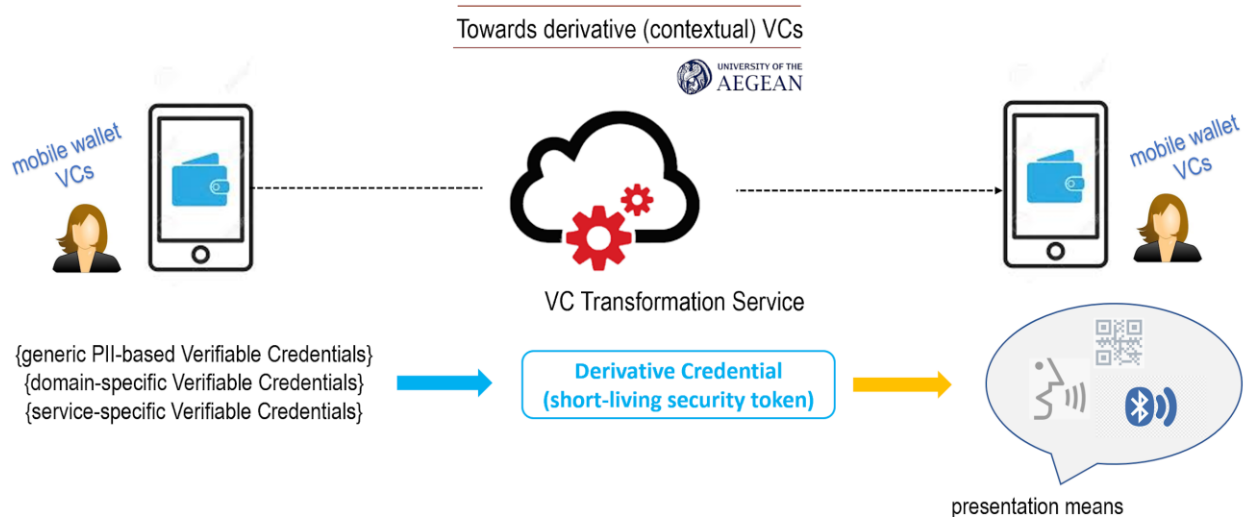 Towards derivative (contextual) VCs
UNIVERSITY OF THE
AEGEAN
mobile wallet
VCs
mobile wallet
VCs
VC Transformation Service
{generic PII-based Verifiable Credentials}
{domain-specific Verifiable Credentials}
{service-specific Verifiable Credentials}
Derivative Credential
(short-living security token)
presentation means